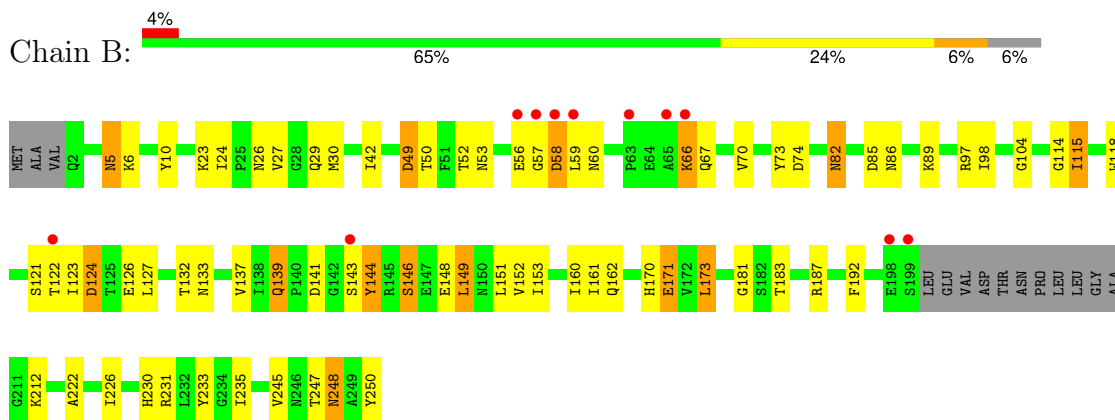 4%
Chain B:
65% 24% 6% 6%
MET ALA VAL Q2 N5 K6 Y10 K23 I24 P25 N26 V27 G28 Q29 M30 I42 D49 T50 F51 T52 N53 E56 G57 D58 L59 N60 P63 E64 A65 K66 Q67 V70 Y73 D74 N82 D85 N86 K89 R97 I98 G104 G114 I115 W118
S121 T122 I123 D124 T125 E126 L127 T132 N133 V137 I138 Q139 P140 D141 G142 S143 Y144 R145 S146 E147 E148 L149 N150 L151 V152 I153 I160 I161 Q162 H170 E171 V172 L173 G181 S182 T183 R187 F192 E198 S199 LEU GLU VAL ASP THR ASN PRO LEU LEU GLY ALA
G211 K212 A222 I226 H230 R231 L232 Y233 G234 I235 V245 N246 T247 N248 A249 Y250